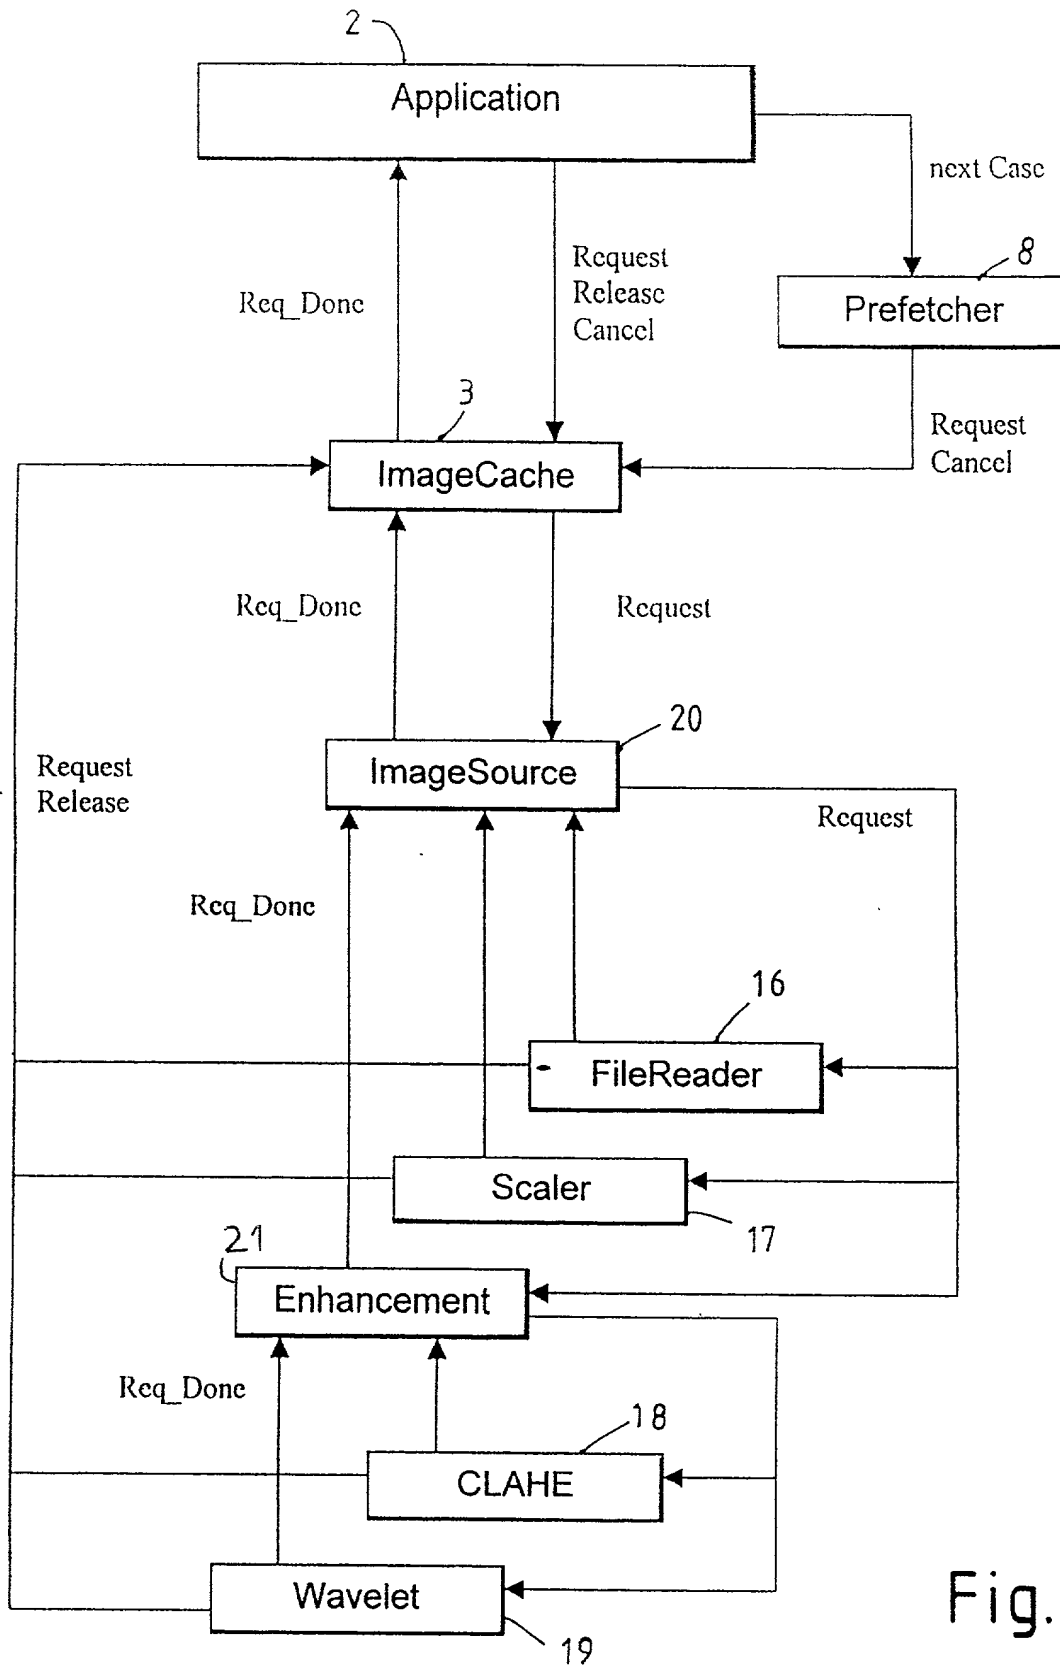 2
Application
next Case
Request
Release
Cancel
Req_Done
8
Prefetcher
3
Request
Cancel
ImageCache
Req_Done
Request
20
ImageSource
Request
Release
Request
Req_Done
16
FileReader
Scaler
17
21
Enhancement
Req_Done
18
CLAHE
Wavelet
19
Fig.